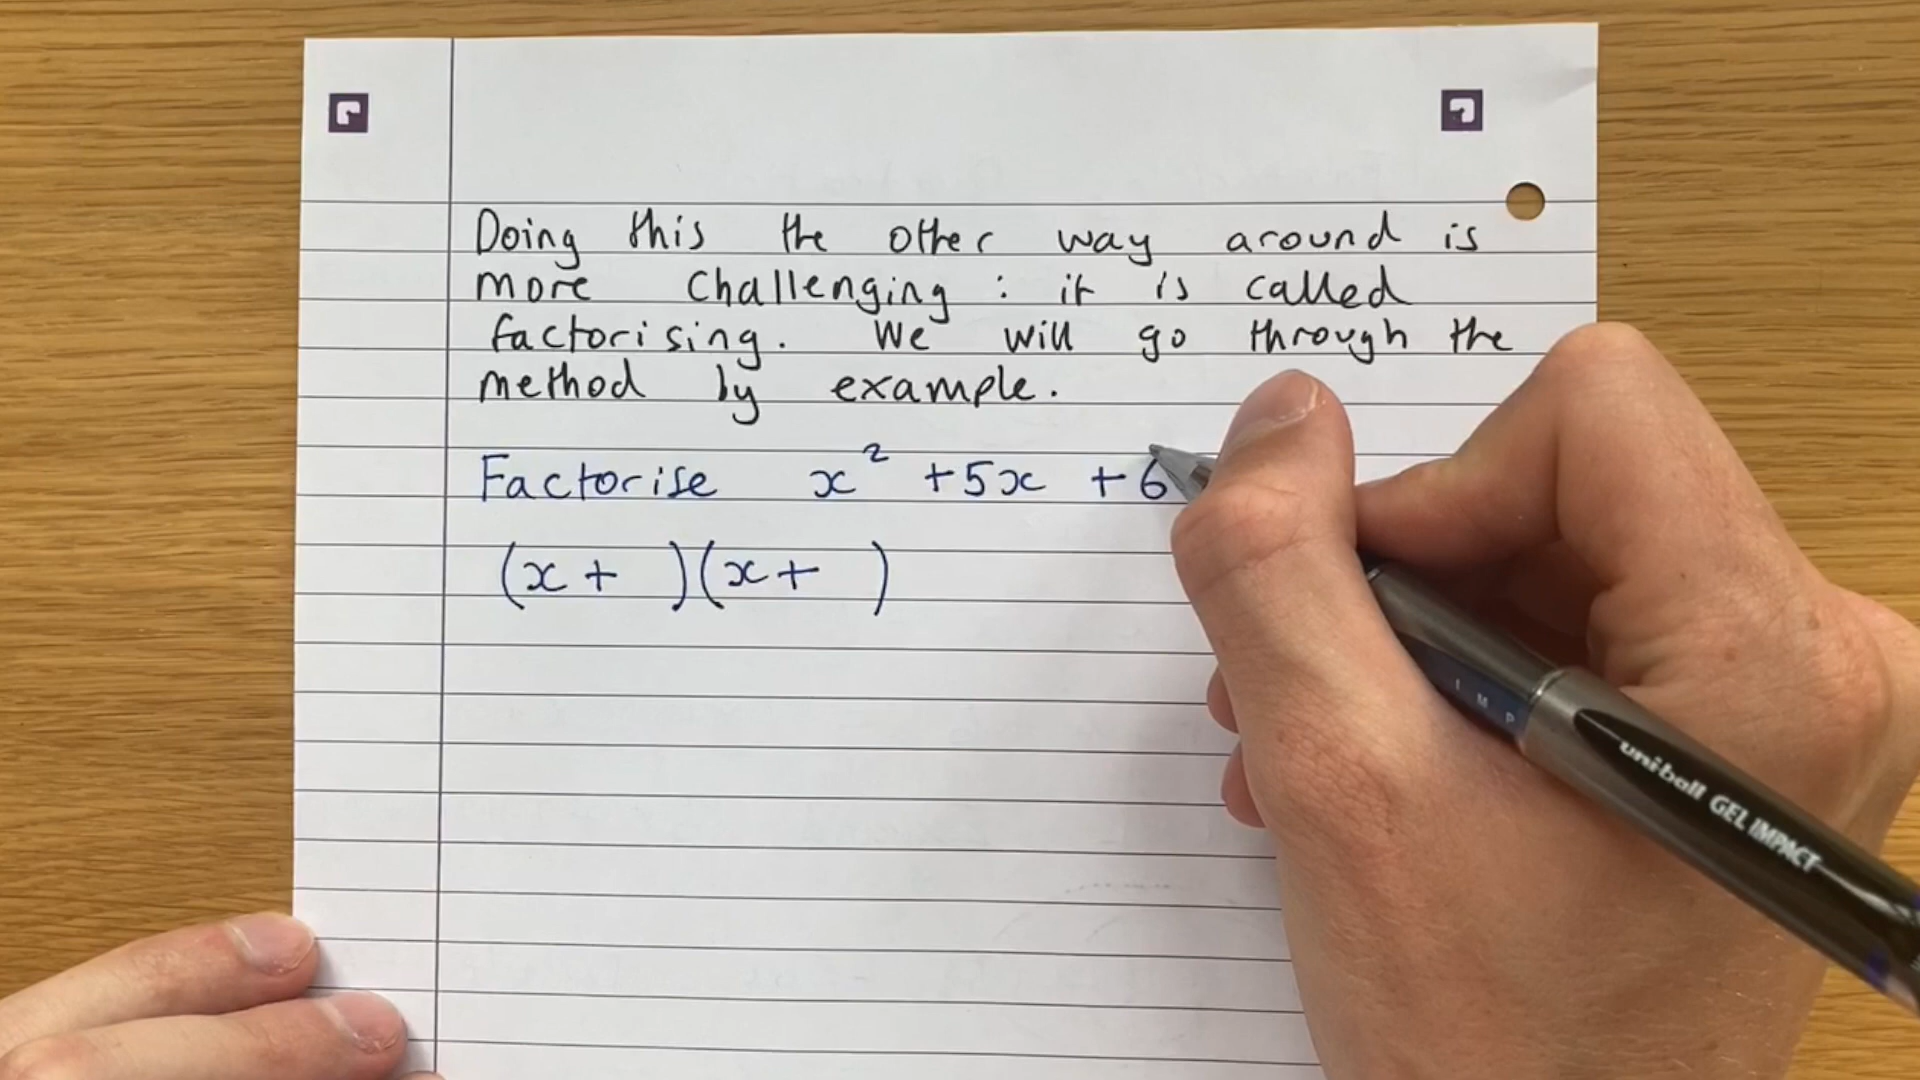 Doing this the other way around is
more challenging : it is called
factorising. We will go through the
method by example.
Factorise x² +5x +6
(x+ )(x+ )
IMP
uniball GEL IMPACT